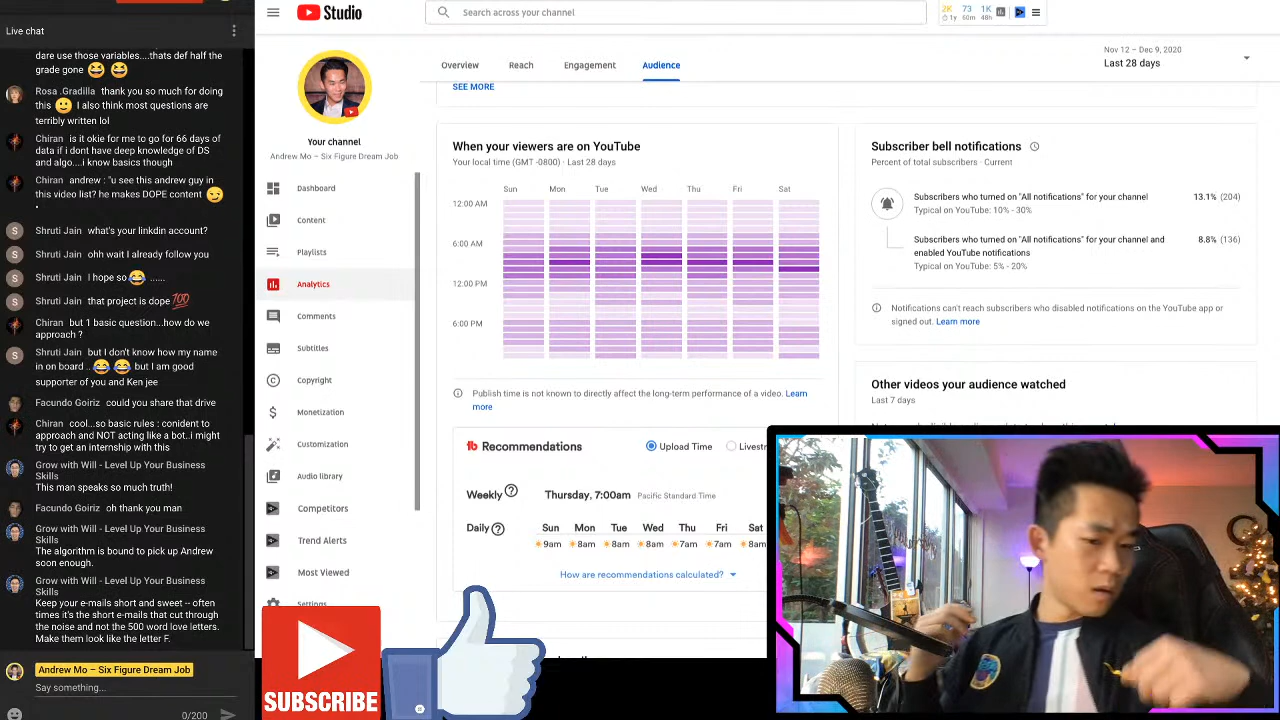 Live chat
dare use those variables....thats def half the
grade gone
Rosa .Gradilla thank you so much for doing
this I also think most questions are
terribly written lol
Chiran is it okie for me to go for 66 days of
data if i dont have deep knowledge of DS
and algo...i know basics though
Chiran andrew : "u see this andrew guy in
this video list? he makes DOPE content
.
Shruti Jain what's your linkdin account?
Shruti Jain ohh wait I already follow you
Shruti Jain I hope so ......
Shruti Jain that project is dope 💯
Chiran but 1 basic question...how do we
approach ?
Shruti Jain but I don't know how my name
in on board .. but I am good
supporter of you and Ken jee
Facundo Goiriz could you share that drive
Chiran cool...so basic rules : conident to
approach and NOT acting like a bot..i might
try to get an internship with this
Grow with Will - Level Up Your Business
Skills
This man speaks so much truth!
Facundo Goiriz oh thank you man
Grow with Will - Level Up Your Business
Skills
The algorithm is bound to pick up Andrew
soon enough.
Grow with Will - Level Up Your Business
Skills
Keep your e-mails short and sweet -- often
times it's the short e-mails that cut through
the noise and not the 500 word love letters.
Make them look like the letter F.
Andrew Mo – Six Figure Dream Job
Say something...
0/200
Studio
Search across your channel
2K 73 1K
1y 60m 48h
Your channel
Andrew Mo – Six Figure Dream Job
Dashboard
Content
Playlists
Analytics
Comments
Subtitles
Copyright
Monetization
Customization
Audio library
Competitors
Trend Alerts
Most Viewed
Settings
SUBSCRIBE
Overview Reach Engagement Audience
Nov 12 – Dec 9, 2020
Last 28 days
SEE MORE
When your viewers are on YouTube
Your local time (GMT -0800) · Last 28 days
Sun Mon Tue Wed Thu Fri Sat
12:00 AM
6:00 AM
12:00 PM
6:00 PM
Publish time is not known to directly affect the long-term performance of a video. Learn
more
Recommendations Upload Time Livestr
Weekly Thursday, 7:00am Pacific Standard Time
Daily Sun Mon Tue Wed Thu Fri Sat
9am 8am 8am 8am 7am 7am 8am
How are recommendations calculated?
Subscriber bell notifications
Percent of total subscribers · Current
Subscribers who turned on "All notifications" for your channel 13.1% (204)
Typical on YouTube: 10% - 30%
Subscribers who turned on "All notifications" for your channel and 8.8% (136)
enabled YouTube notifications
Typical on YouTube: 5% - 20%
Notifications can't reach subscribers who disabled notifications on the YouTube app or
signed out. Learn more
Other videos your audience watched
Last 7 days